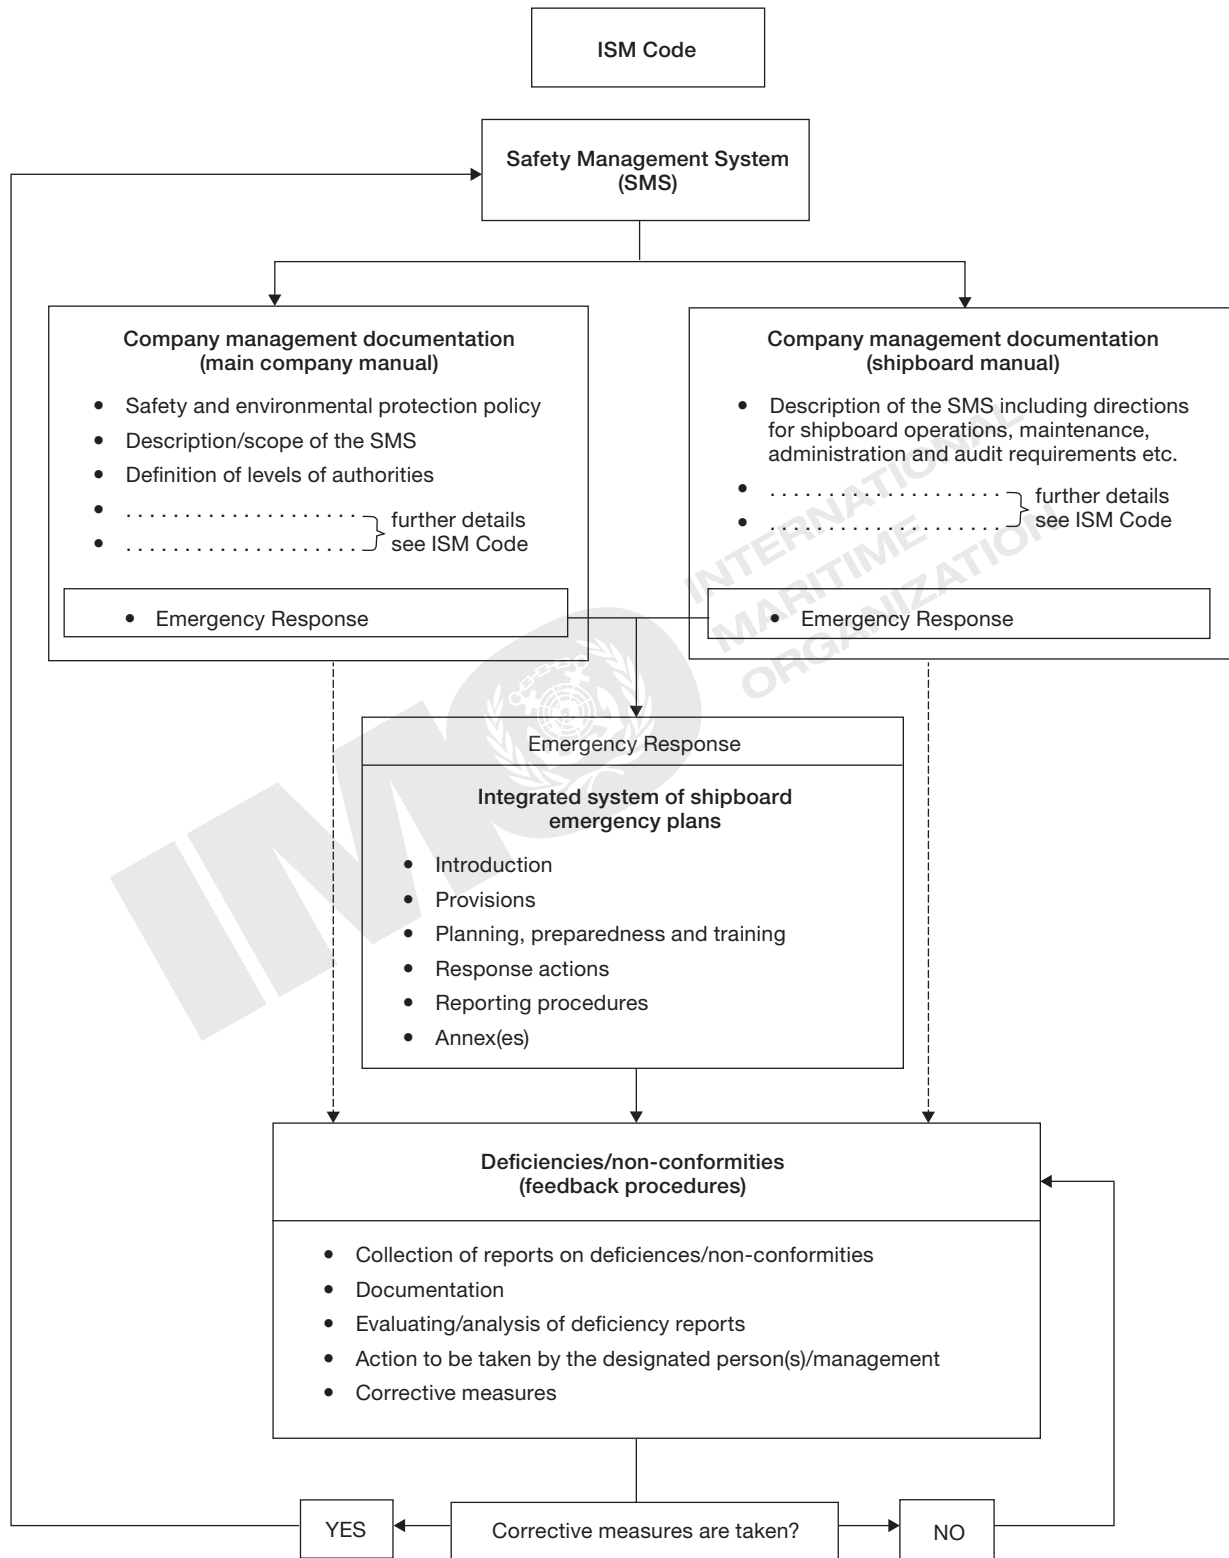 ISM Code
Safety Management System
(SMS)
Company management documentation
(main company manual)
• Safety and environmental protection policy
• Description/scope of the SMS
• Definition of levels of authorities
• . . . . . . . . . . . . . . . . . . . . .
• . . . . . . . . . . . . . . . . . . . . .
further details
see ISM Code
• Emergency Response
Company management documentation
(shipboard manual)
• Description of the SMS including directions
for shipboard operations, maintenance,
administration and audit requirements etc.
• . . . . . . . . . . . . . . . . . . . . .
• . . . . . . . . . . . . . . . . . . . . .
further details
see ISM Code
• Emergency Response
INTERNATIONAL
MARITIME
ORGANIZATION
IMO
Emergency Response
Integrated system of shipboard
emergency plans
• Introduction
• Provisions
• Planning, preparedness and training
• Response actions
• Reporting procedures
• Annex(es)
Deficiencies/non-conformities
(feedback procedures)
• Collection of reports on deficiences/non-conformities
• Documentation
• Evaluating/analysis of deficiency reports
• Action to be taken by the designated person(s)/management
• Corrective measures
YES
Corrective measures are taken?
NO